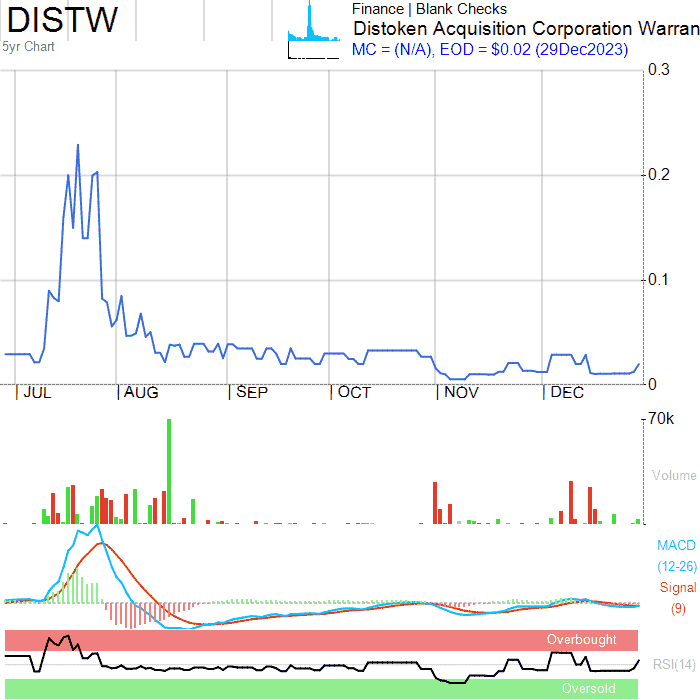 DISTW
5yr Chart
Finance | Blank Checks
Distoken Acquisition Corporation Warran
MC = (N/A), EOD = $0.02 (29Dec2023)
0.3
0.2
0.1
0
| JUL | AUG | SEP | OCT | NOV | DEC
70k
Volume
MACD
(12-26)
Signal
(9)
Overbought
RSI(14)
Oversold